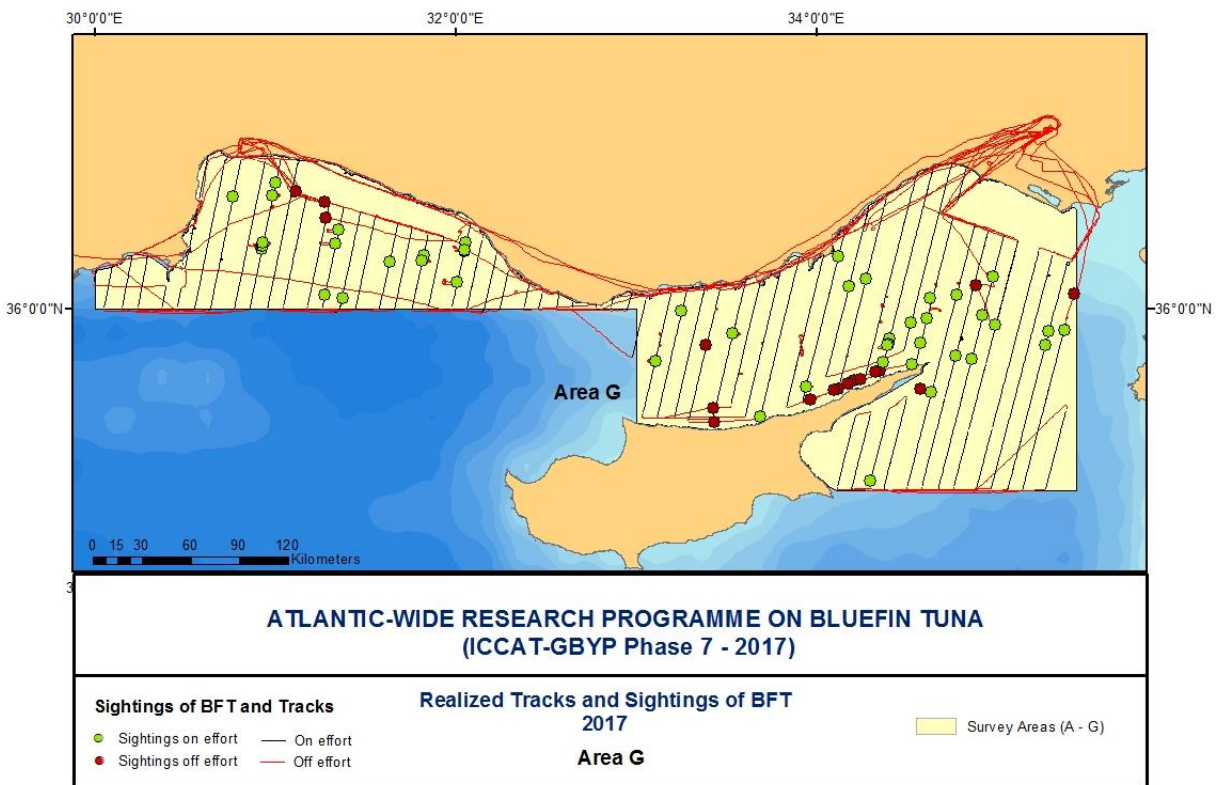 30°0'0"E 32°0'0"E 34°0'0"E
36°0'0"N 36°0'0"N
Area G
0 15 30 60 90 120
Kilometers
3
ATLANTIC-WIDE RESEARCH PROGRAMME ON BLUEFIN TUNA
(ICCAT-GBYP Phase 7 - 2017)
Realized Tracks and Sightings of BFT
2017
Area G
Sightings of BFT and Tracks
Sightings on effort On effort
Sightings off effort Off effort
Survey Areas (A - G)